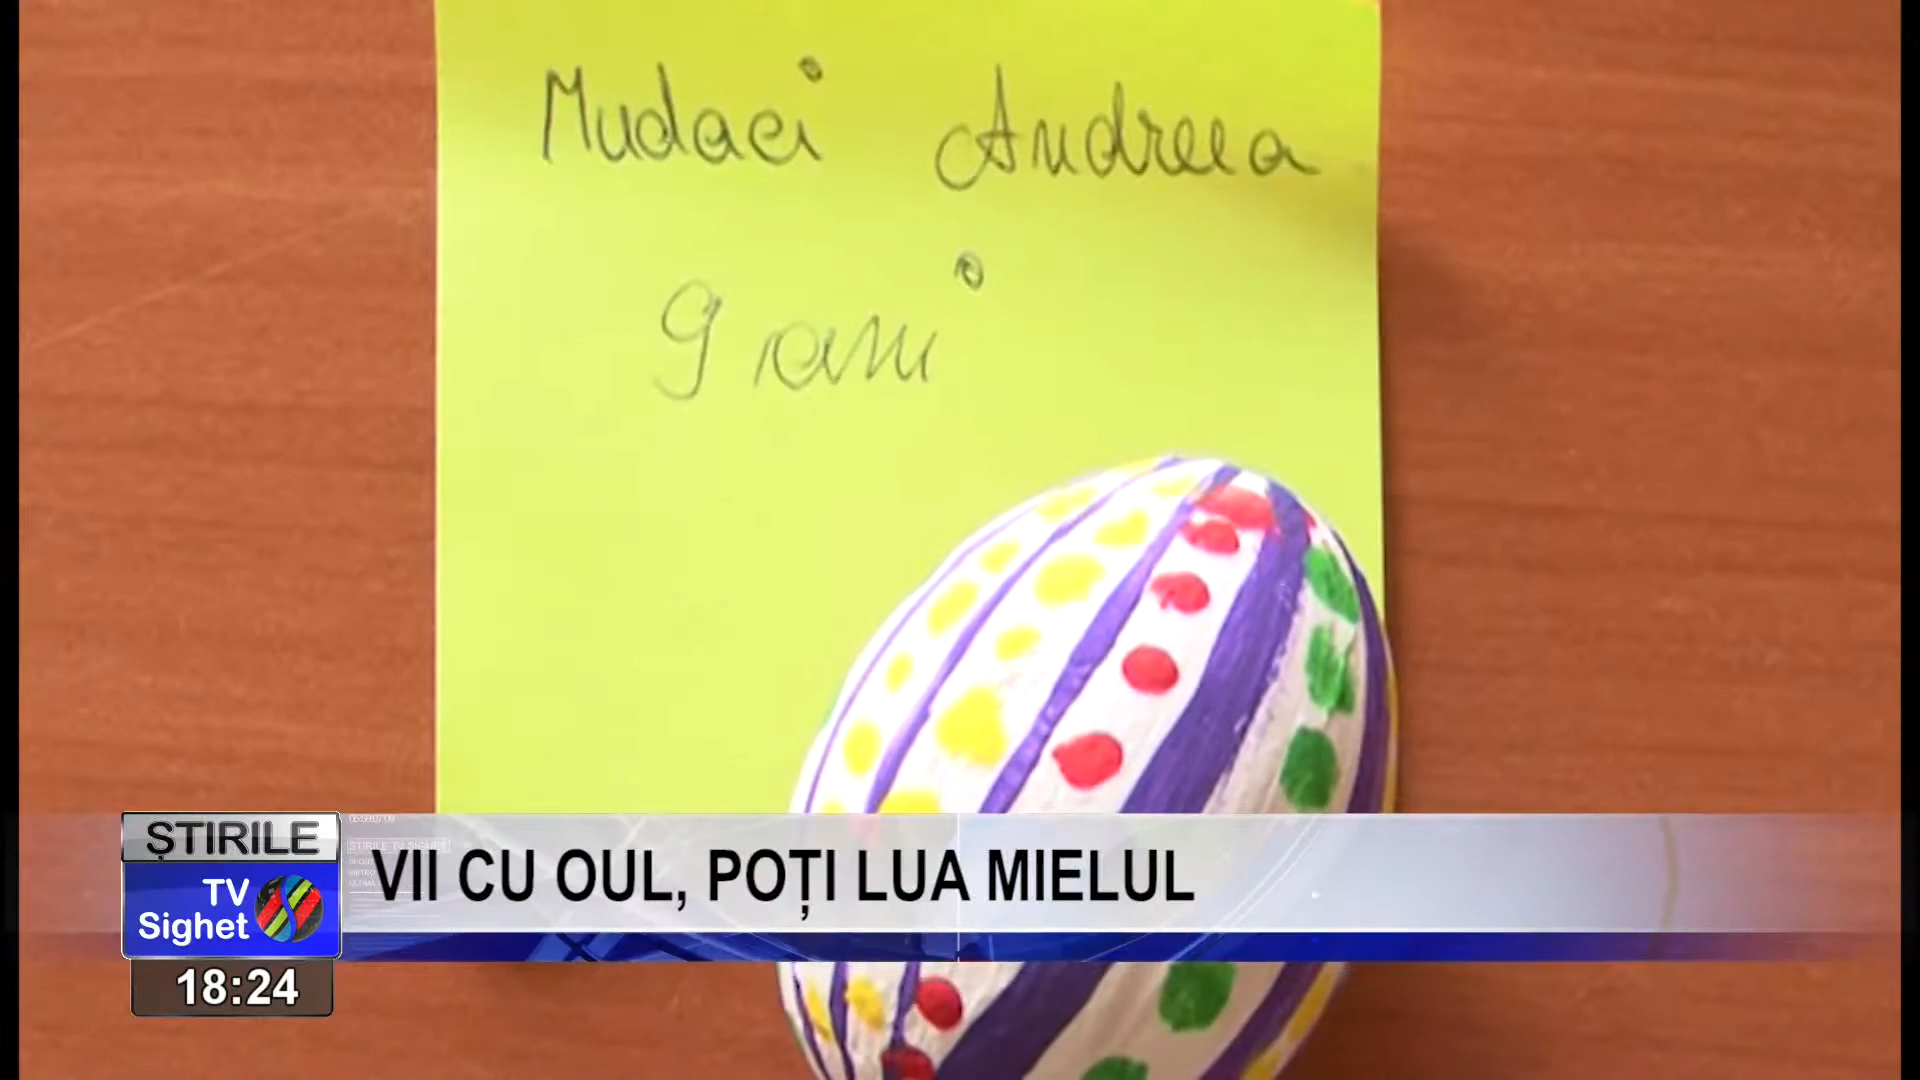 Mudaci Andreea
9 ani
ȘTIRILE
VII CU OUL, POȚI LUA MIELUL
TV
Sighet
18:24